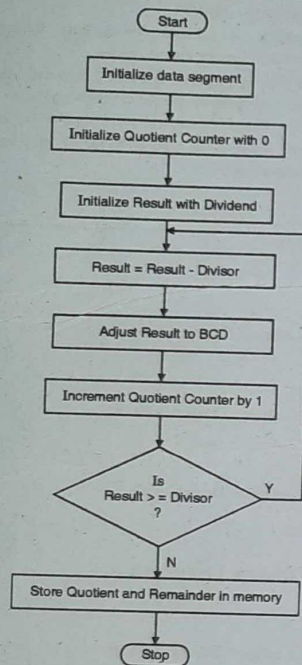 Start
Initialize data segment
Initialize Quotient Counter with 0
Initialize Result with Dividend
Result = Result - Divisor
Adjust Result to BCD
Increment Quotient Counter by 1
Is
Result > = Divisor
?
Y
N
Store Quotient and Remainder in memory
Stop